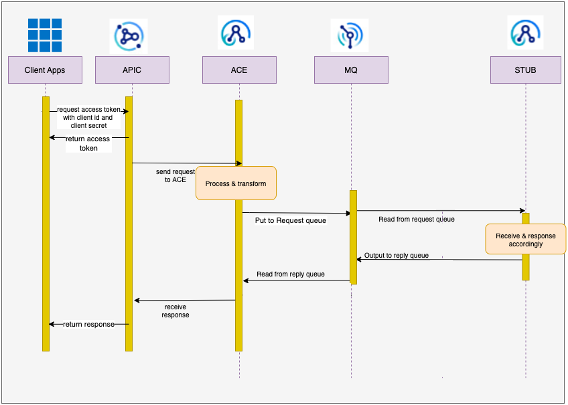 Client Apps
APIC
ACE
MQ
STUB
request access token
with client id and
client secret
return access
token
send request
to ACE
Process & transform
Put to Request queue
Read from request queue
Receive & response
accordingly
Output to reply queue
Read from reply queue
receive
response
return response